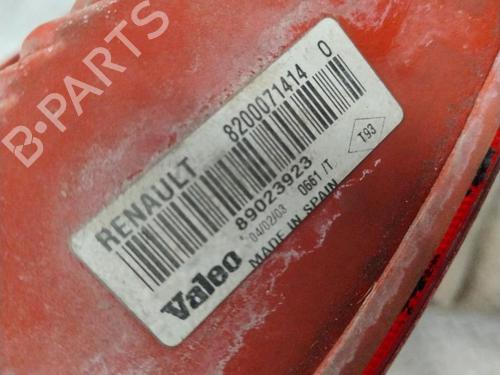 B-PARTS
RENAULT 8200071414 0
89023923
04/02/03 0661 /T
T93
Valeo MADE IN SPAIN